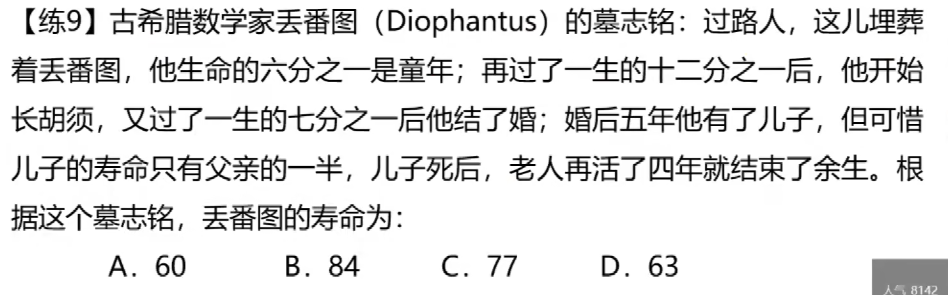 【练9】古希腊数学家丢番图（Diophantus）的墓志铭：过路人，这儿埋葬
着丢番图，他生命的六分之一是童年；再过了一生的十二分之一后，他开始
长胡须，又过了一生的七分之一后他结了婚；婚后五年他有了儿子，但可惜
儿子的寿命只有父亲的一半，儿子死后，老人再活了四年就结束了余生。根
据这个墓志铭，丢番图的寿命为：
A．60 B．84 C．77 D．63
人气 8142